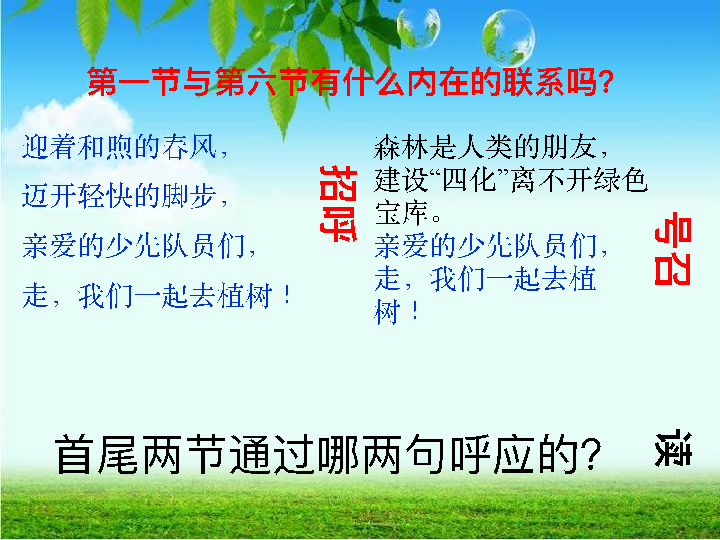 第一节与第六节有什么内在的联系吗?
迎着和煦的春风，
迈开轻快的脚步，
亲爱的少先队员们，
走，我们一起去植树！
招呼
森林是人类的朋友，
建设“四化”离不开绿色
宝库。
亲爱的少先队员们，
走，我们一起去植
树！
号召
首尾两节通过哪两句呼应的?
读